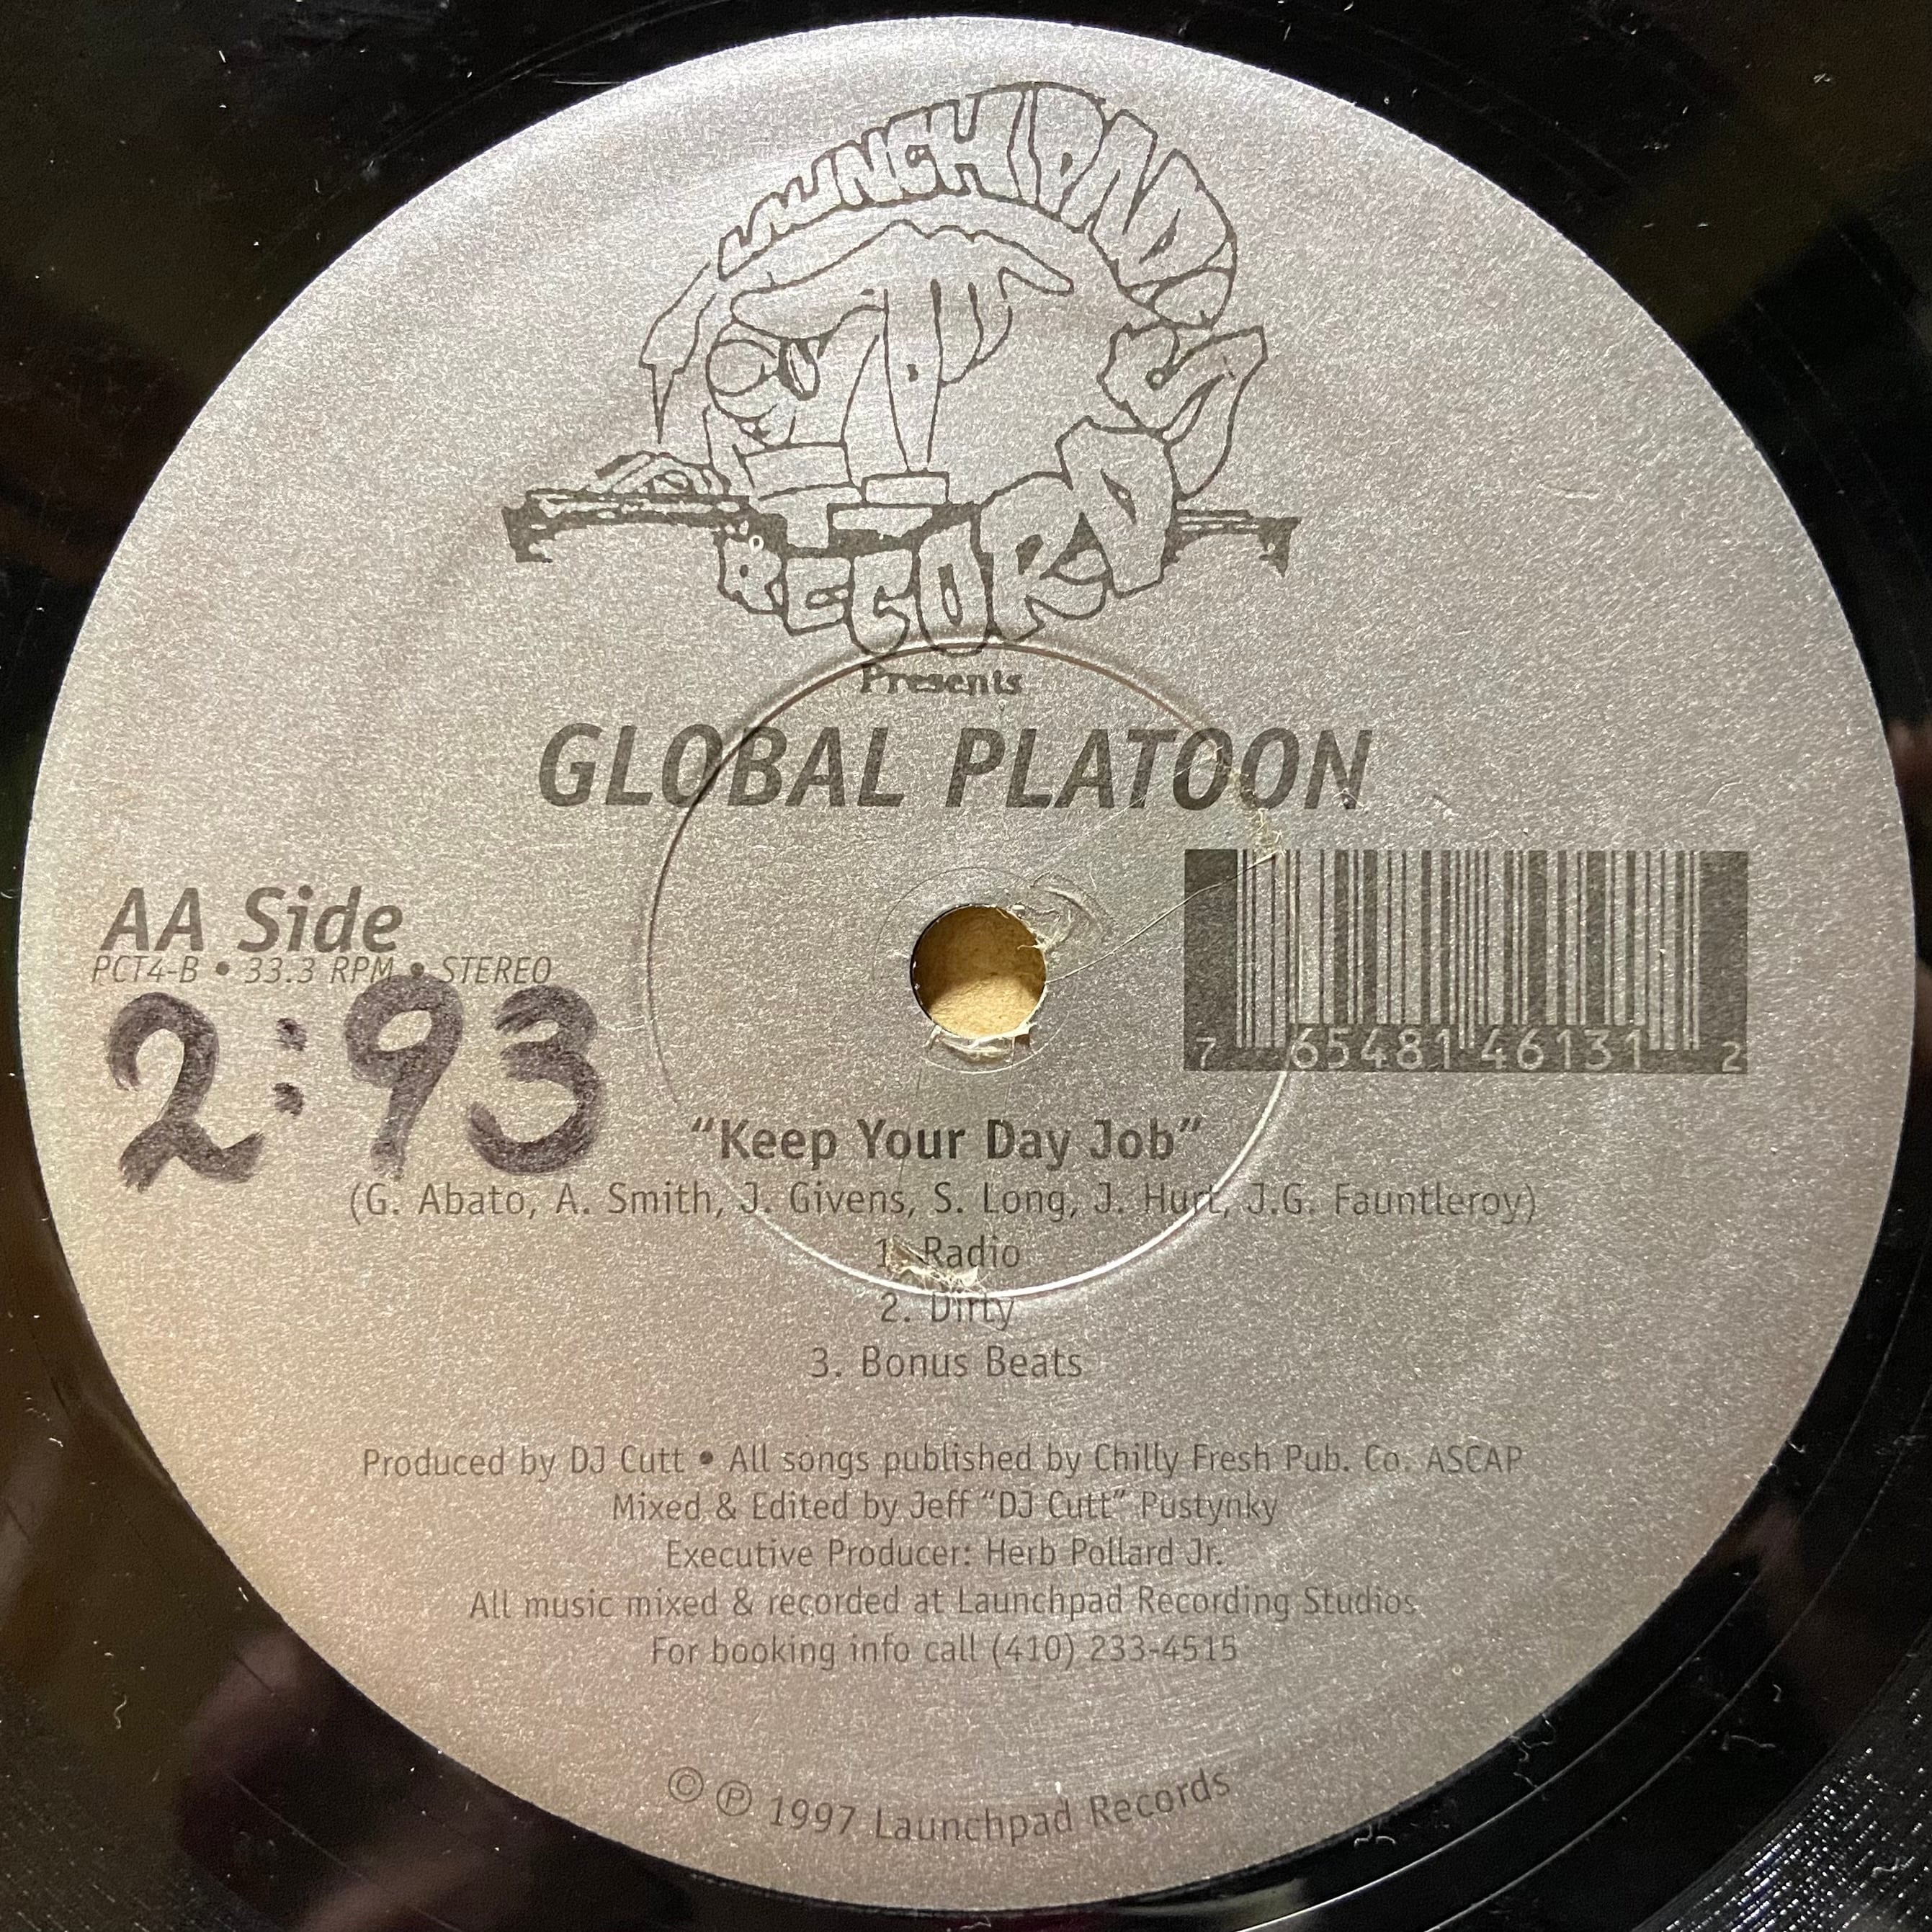 LAUNCHPAD
RECORDS
Presents
GLOBAL PLATOON
AA Side
PCT4-B • 33.3 RPM • STEREO
2:93
7 65481 46131 2
“Keep Your Day Job”
(G. Abato, A. Smith, J. Givens, S. Long, J. Hurt, J.G. Fauntleroy)
1. Radio
2. Dirty
3. Bonus Beats
Produced by DJ Cutt • All songs published by Chilly Fresh Pub. Co. ASCAP
Mixed & Edited by Jeff “DJ Cutt” Pustynky
Executive Producer: Herb Pollard Jr.
All music mixed & recorded at Launchpad Recording Studios
For booking info call (410) 233-4515
© ℗ 1997 Launchpad Records